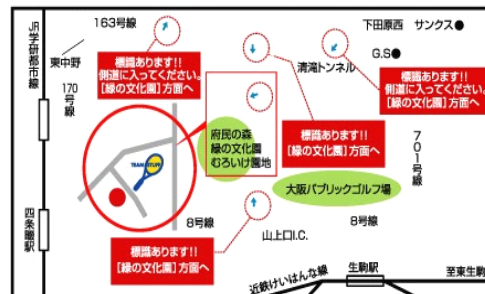 163号線
下田原西 サンクス●
JR学研都市線
東中野
標識あります!!
側道に入ってください。
[緑の文化園]方面へ
清滝トンネル
G.S●
標識あります!!
側道に入ってください。
[緑の文化園]方面へ
170号線
府民の森
緑の文化園
むろいけ園地
標識あります!!
[緑の文化園]方面へ
701号線
大阪パブリックゴルフ場
四条畷駅
8号線
8号線
標識あります!!
[緑の文化園]方面へ
山上口I.C.
生駒駅
近鉄けいはんな線
至東生駒